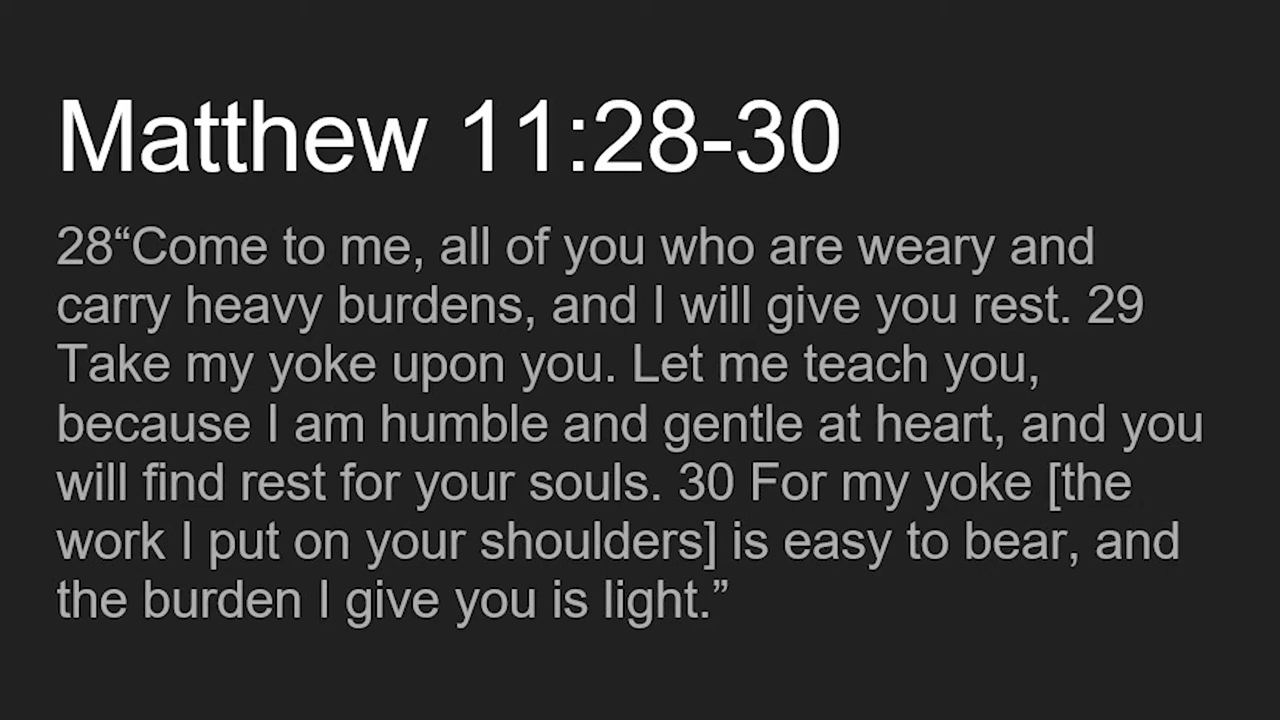 Matthew 11:28-30
28“Come to me, all of you who are weary and
carry heavy burdens, and I will give you rest. 29
Take my yoke upon you. Let me teach you,
because I am humble and gentle at heart, and you
will find rest for your souls. 30 For my yoke [the
work I put on your shoulders] is easy to bear, and
the burden I give you is light.”